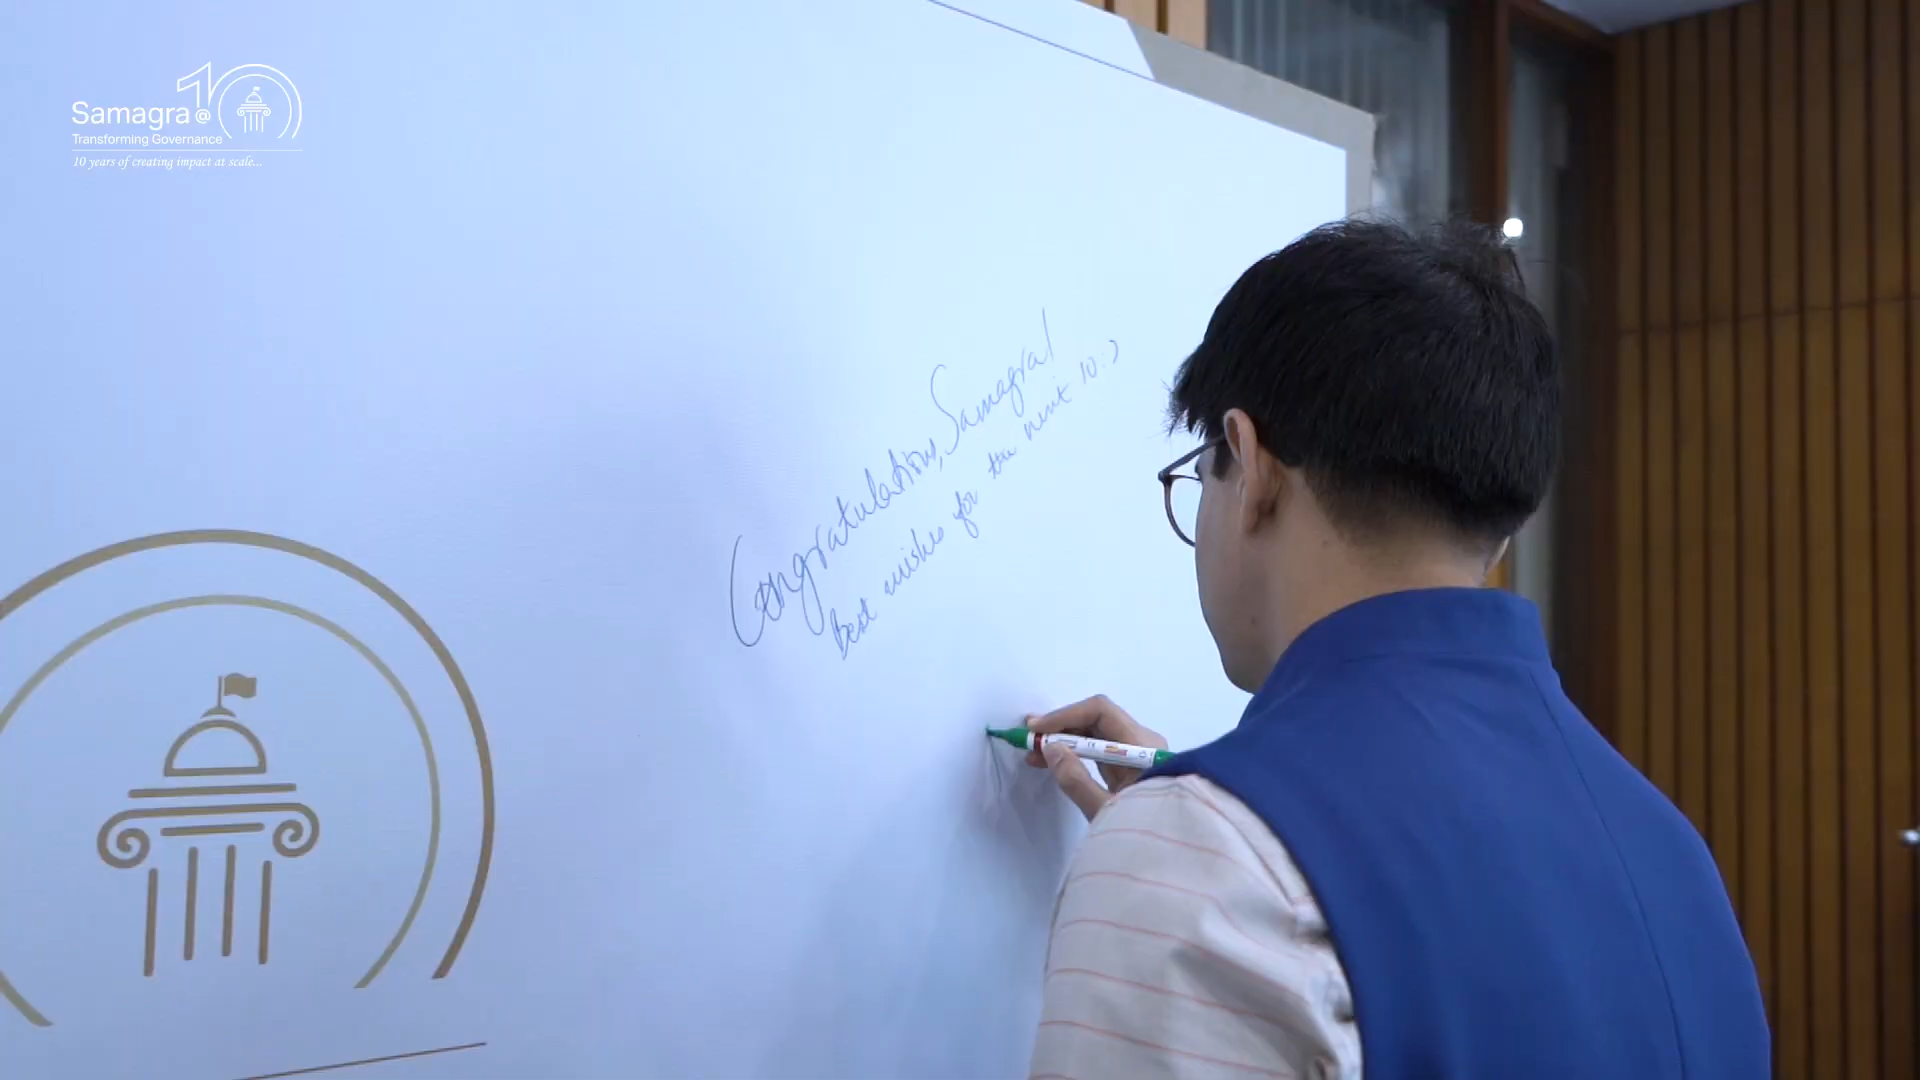 Samagra@10
Transforming Governance
10 years of creating impact at scale...
Congratulations, Samagra!
Best wishes for the next 10:)